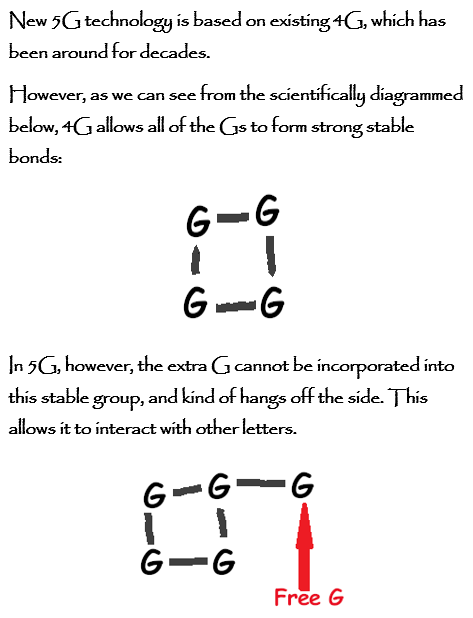 New 5G technology is based on existing 4G, which has
been around for decades.
However, as we can see from the scientifically diagrammed
below, 4G allows all of the Gs to form strong stable
bonds:
G G
G G
In 5G, however, the extra G cannot be incorporated into
this stable group, and kind of hangs off the side. This
allows it to interact with other letters.
G G G
G G
Free G